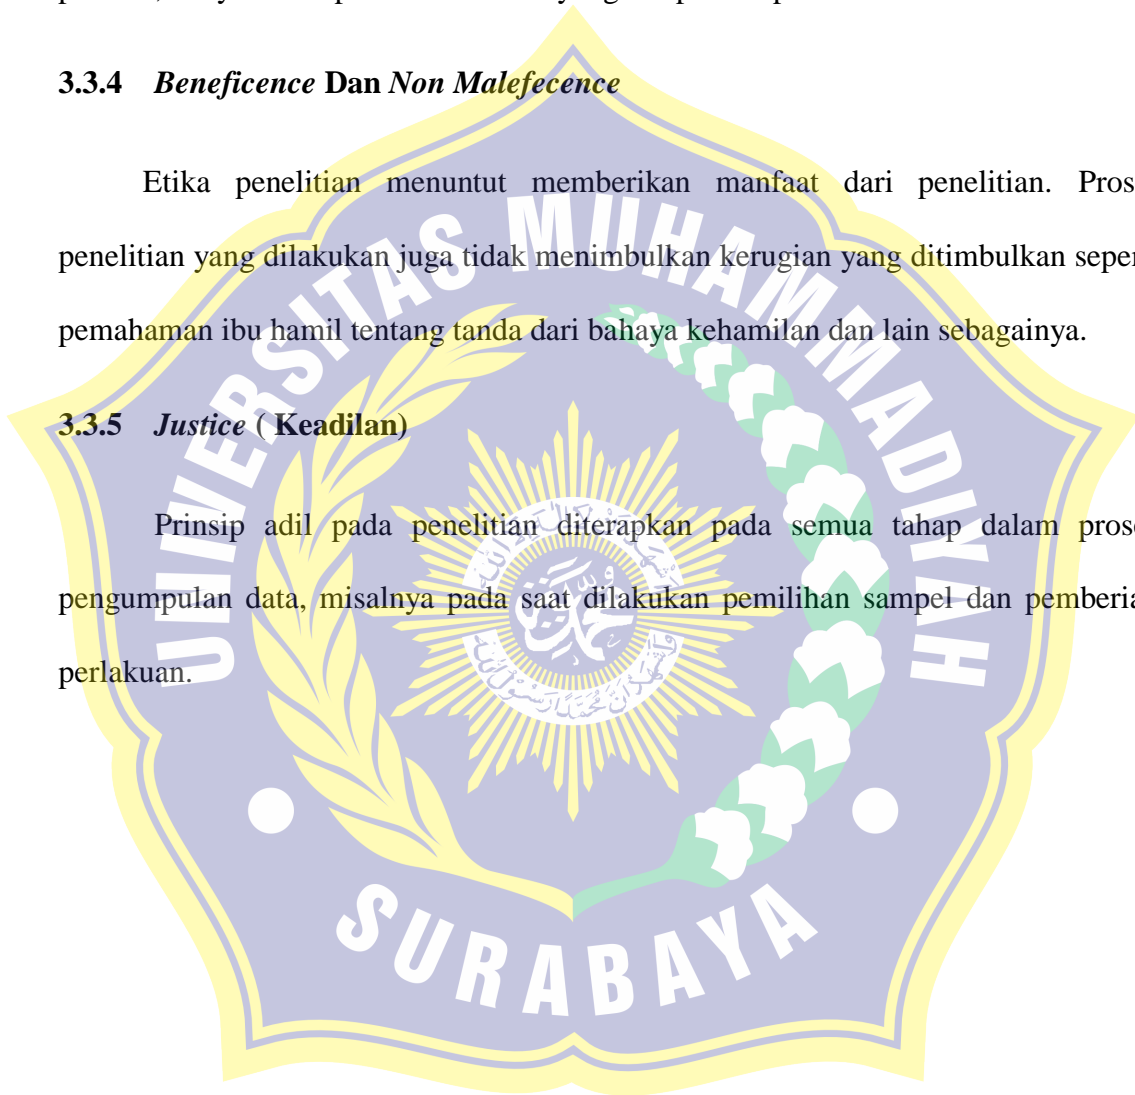 3.3.4 Beneficence Dan Non Malefecence
Etika penelitian menuntut memberikan manfaat dari penelitian. Pros
penelitian yang dilakukan juga tidak menimbulkan kerugian yang ditimbulkan seper
pemahaman ibu hamil tentang tanda dari bahaya kehamilan dan lain sebagainya.
3.3.5 Justice ( Keadilan)
Prinsip adil pada penelitian diterapkan pada semua tahap dalam prose
pengumpulan data, misalnya pada saat dilakukan pemilihan sampel dan pemberia
perlakuan.
UNIVERSITAS MUHAMMADIYAH
SURABAYA